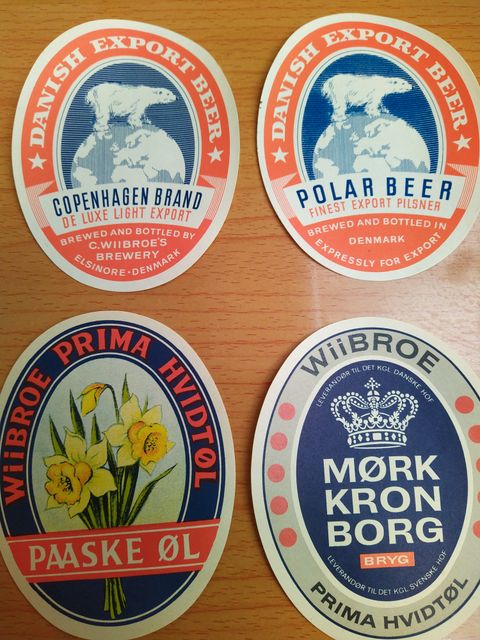 DANISH EXPORT BEER
COPENHAGEN BRAND
DE LUXE LIGHT EXPORT
BREWED AND BOTTLED BY
C.WiiBROE'S
BREWERY
ELSINORE • DENMARK
DANISH EXPORT BEER
POLAR BEER
FINEST EXPORT PILSNER
BREWED AND BOTTLED IN
DENMARK
EXPRESSLY FOR EXPORT
WiiBROE PRIMA HVIDTØL
PAASKE ØL
WiiBROE
LEVERANDØR TIL DET KGL DANSKE HOF
MØRK
KRON
BORG
BRYG
LEVERANDØR TIL DET KGL SVENSKE HOF
PRIMA HVIDTØL